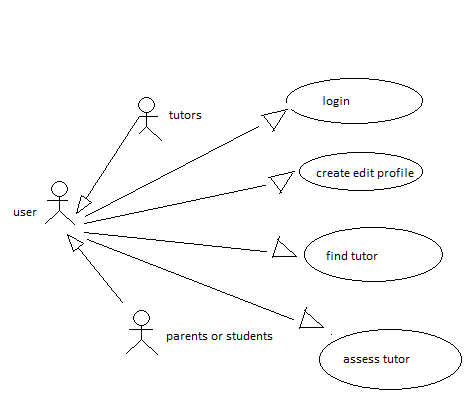 login
tutors
create edit profile
user
find tutor
parents or students
assess tutor